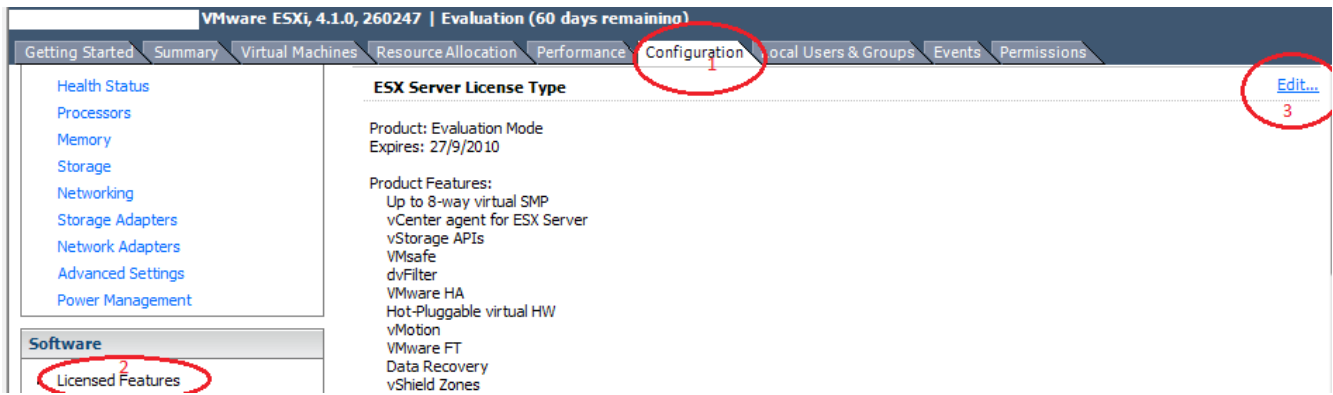 VMware ESXi, 4.1.0, 260247 | Evaluation (60 days remaining)
Getting Started Summary Virtual Machines Resource Allocation Performance Configuration Local Users & Groups Events Permissions
1
Health Status
Processors
Memory
Storage
Networking
Storage Adapters
Network Adapters
Advanced Settings
Power Management
Software
2
Licensed Features
ESX Server License Type
Edit...
3
Product: Evaluation Mode
Expires: 27/9/2010
Product Features:
Up to 8-way virtual SMP
vCenter agent for ESX Server
vStorage APIs
VMsafe
dvFilter
VMware HA
Hot-Pluggable virtual HW
vMotion
VMware FT
Data Recovery
vShield Zones